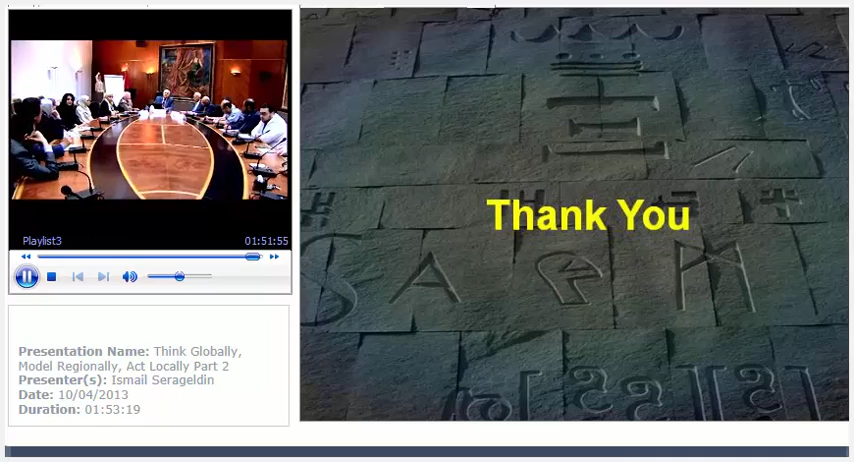 Playlist3 01:51:55
Presentation Name: Think Globally,
Model Regionally, Act Locally Part 2
Presenter(s): Ismail Serageldin
Date: 10/04/2013
Duration: 01:53:19
Thank You